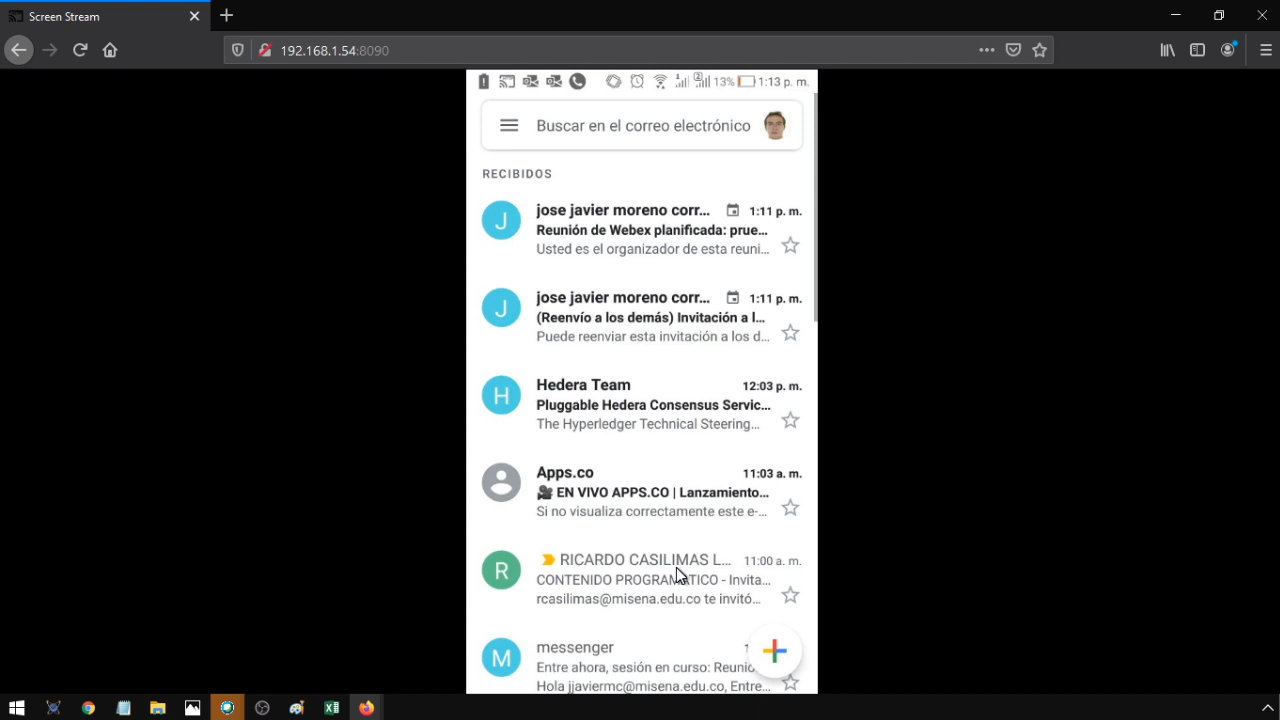 Screen Stream
192.168.1.54:8090
13% 1:13 p. m.
Buscar en el correo electrónico
RECIBIDOS
J jose javier moreno corr... 1:11 p. m.
Reunión de Webex planificada: prue...
Usted es el organizador de esta reuni...
J jose javier moreno corr... 1:11 p. m.
(Reenvío a los demás) Invitación a l...
Puede reenviar esta invitación a los d...
H Hedera Team 12:03 p. m.
Pluggable Hedera Consensus Servic...
The Hyperledger Technical Steering...
Apps.co 11:03 a. m.
EN VIVO APPS.CO | Lanzamiento...
Si no visualiza correctamente este e-...
R RICARDO CASILIMAS L... 11:00 a. m.
CONTENIDO PROGRAMATICO - Invita...
rcasilimas@misena.edu.co te invitó...
M messenger
Entre ahora, sesión en curso: Reunio
Hola jjaviermc@misena.edu.co, Entre...